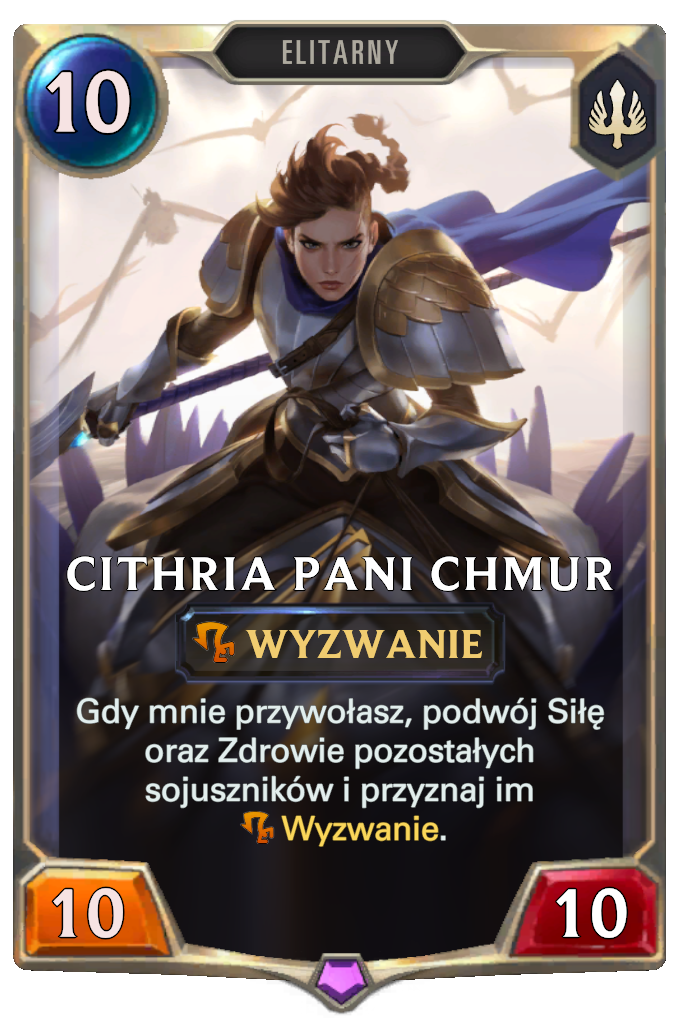 ELITARNY
10
CITHRIA PANI CHMUR
WYZWANIE
Gdy mnie przywołasz, podwój Siłę
oraz Zdrowie pozostałych
sojuszników i przyznaj im
Wyzwanie.
10
10